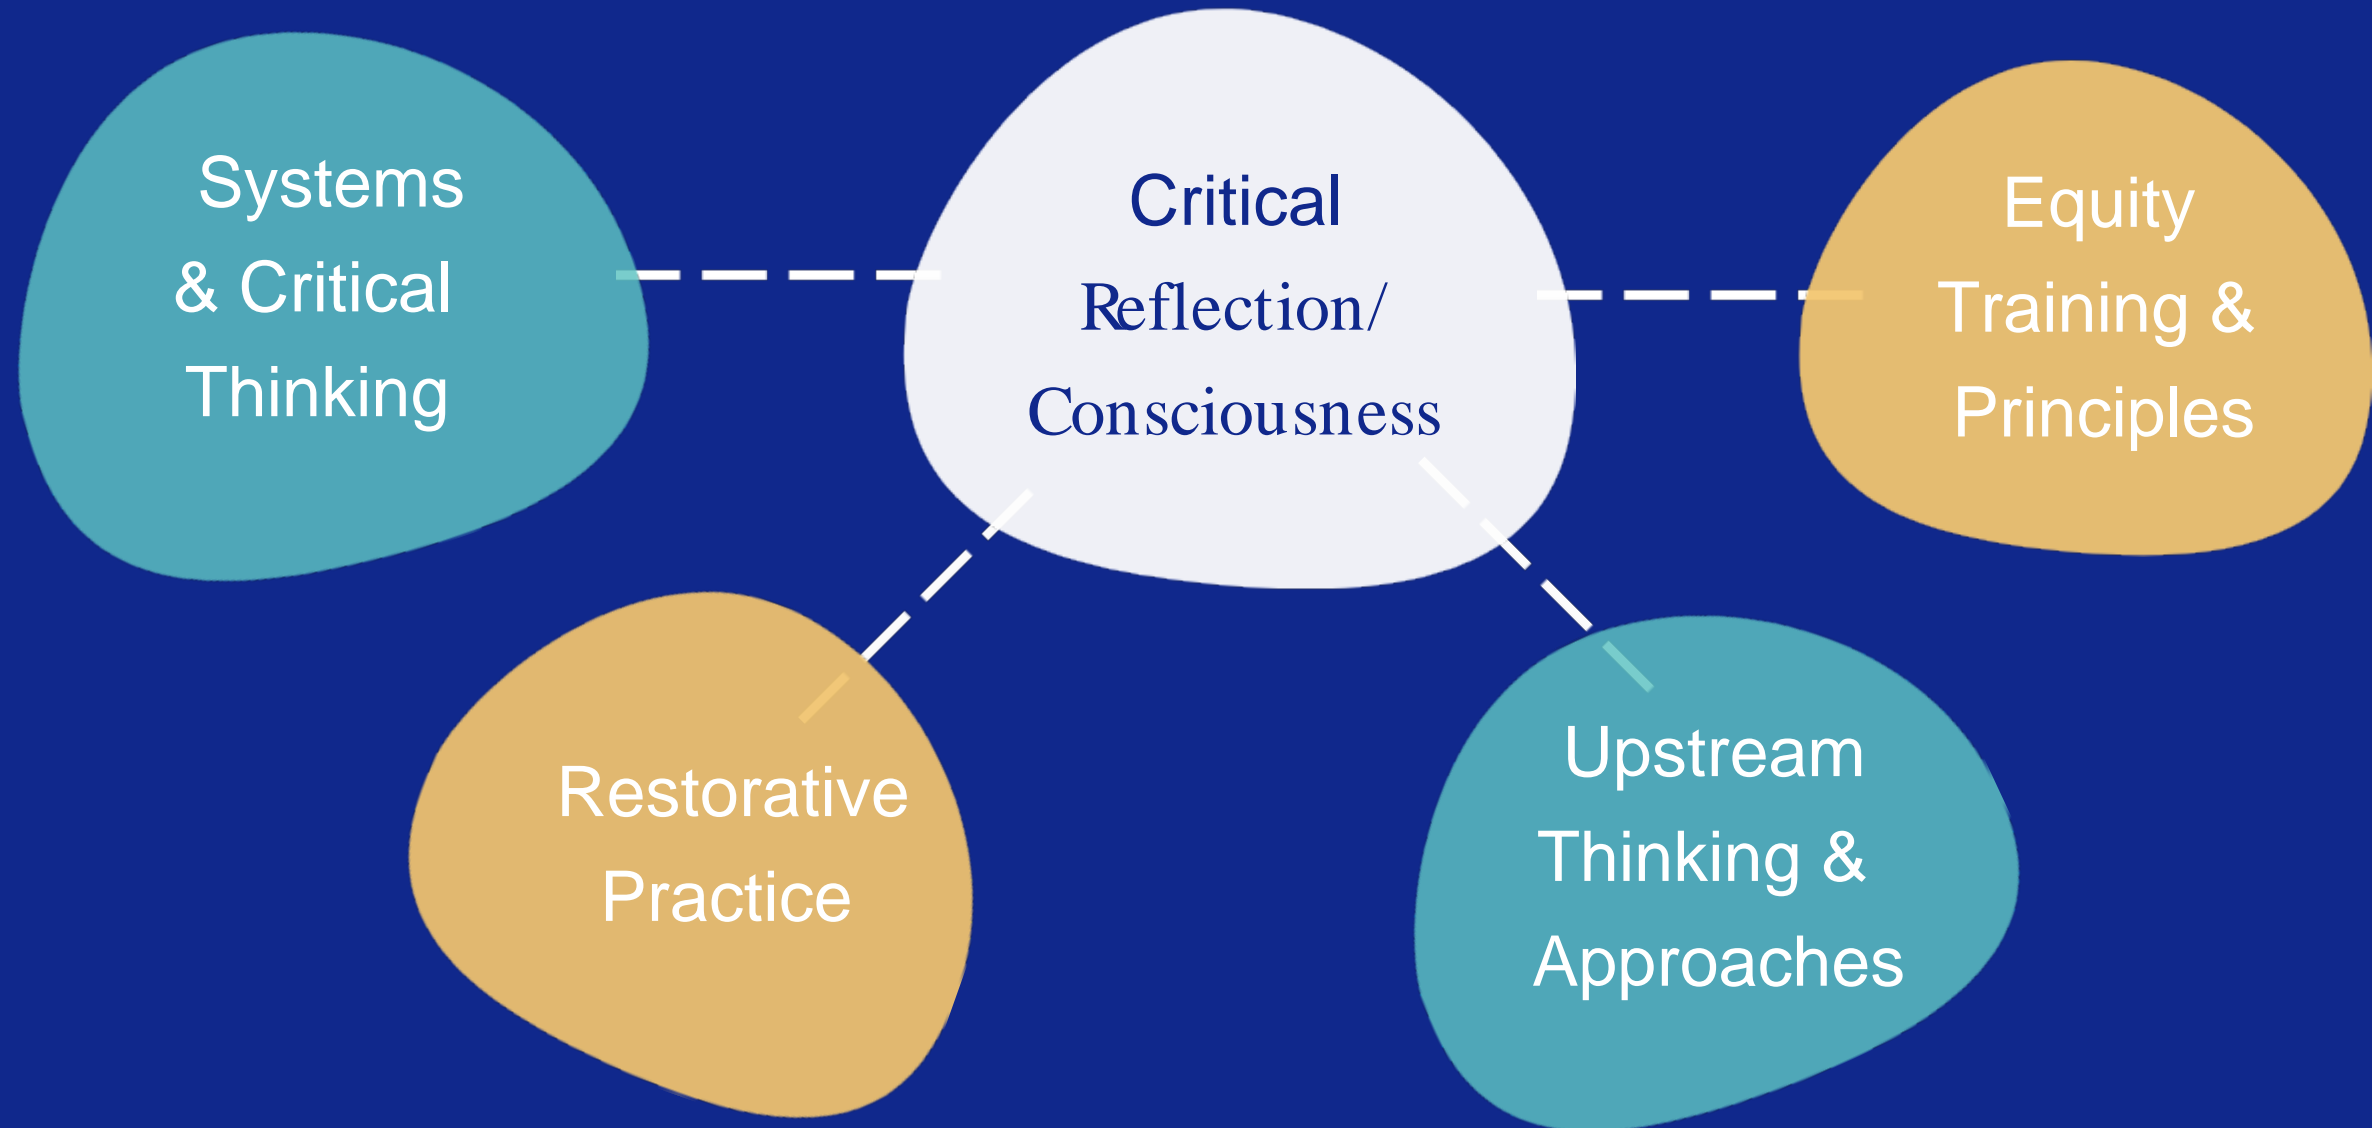 Systems
& Critical
Thinking
Critical
Reflection/
Consciousness
Equity
Training &
Principles
Restorative
Practice
Upstream
Thinking &
Approaches